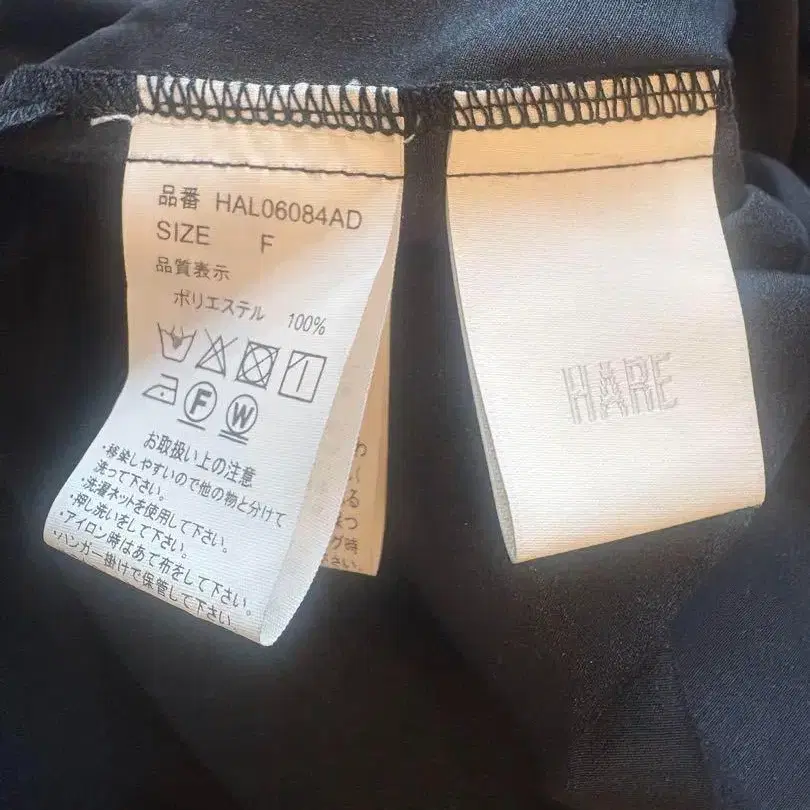 品番 HAL06084AD
SIZE F
品質表示
ポリエステル 100%
F W
お取扱い上の注意
・移染しやすいので他の物と分けて
洗って下さい。
・洗濯ネットを使用して下さい。
・押し洗いをして下さい。
・アイロン時はあて布をして下さい。
・ハンガー掛けで保管して下さい。
HARE